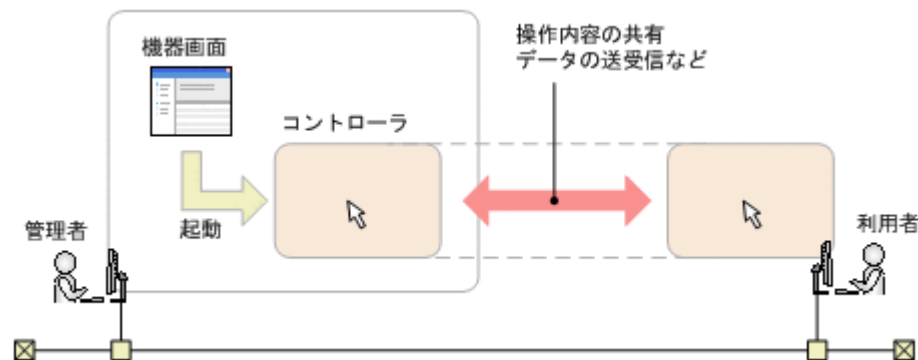 機器画面
操作内容の共有
データの送受信など
コントローラ
起動
管理者
利用者